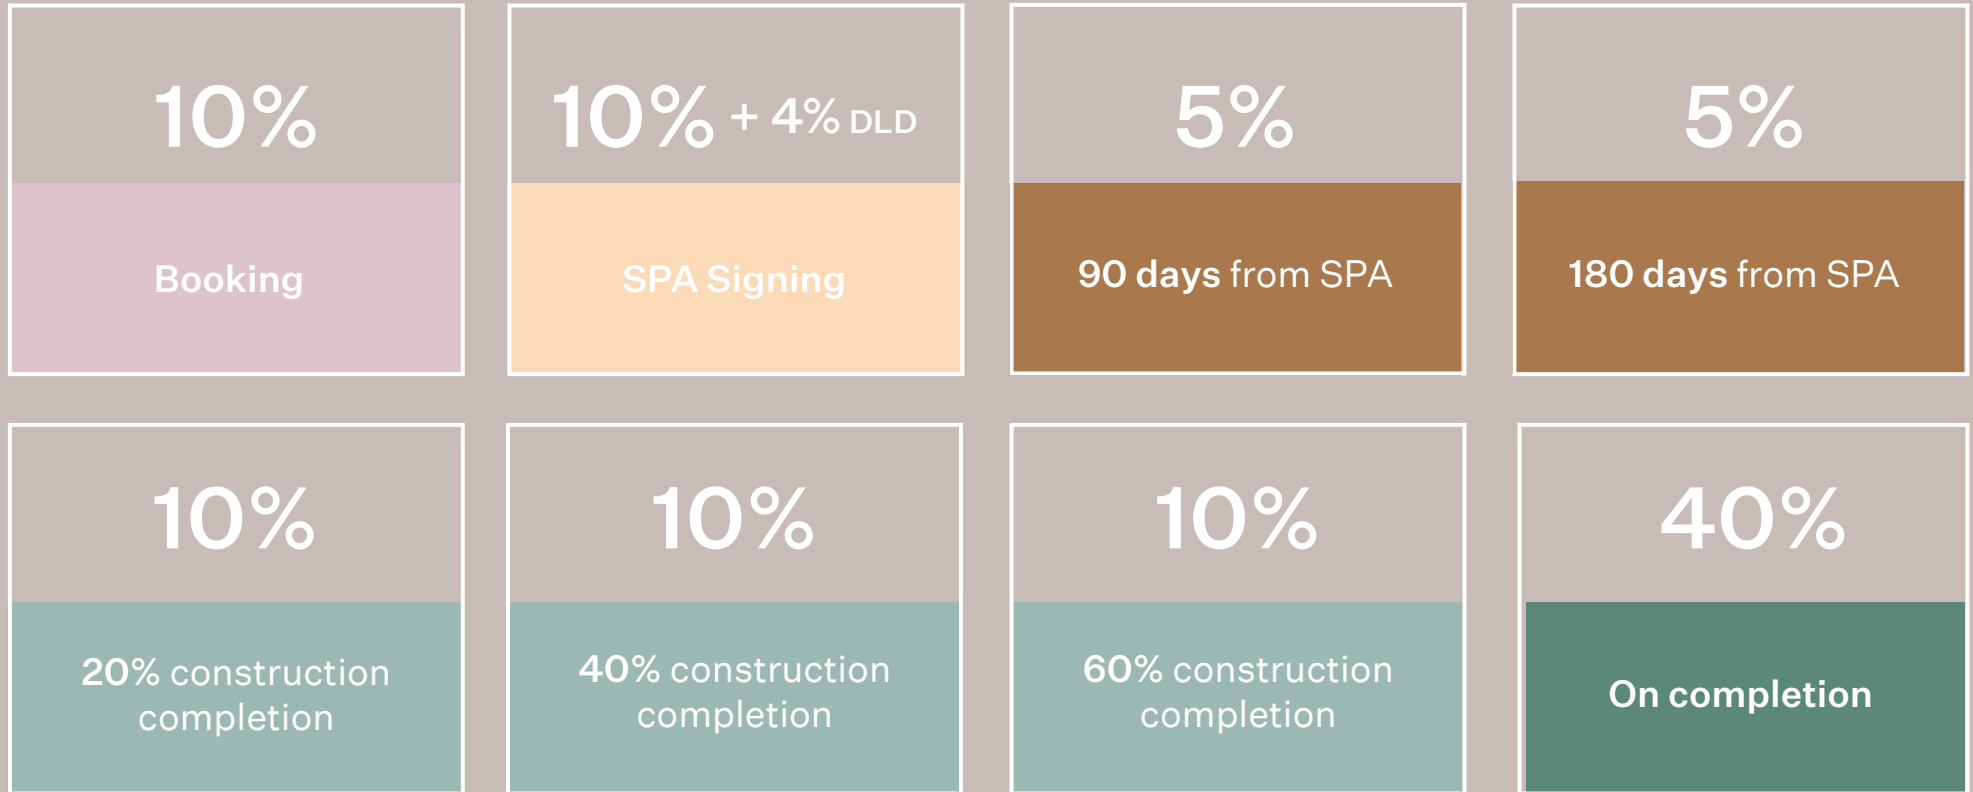 10%
Booking
10% + 4% DLD
SPA Signing
5%
90 days from SPA
5%
180 days from SPA
10%
20% construction
completion
10%
40% construction
completion
10%
60% construction
completion
40%
On completion